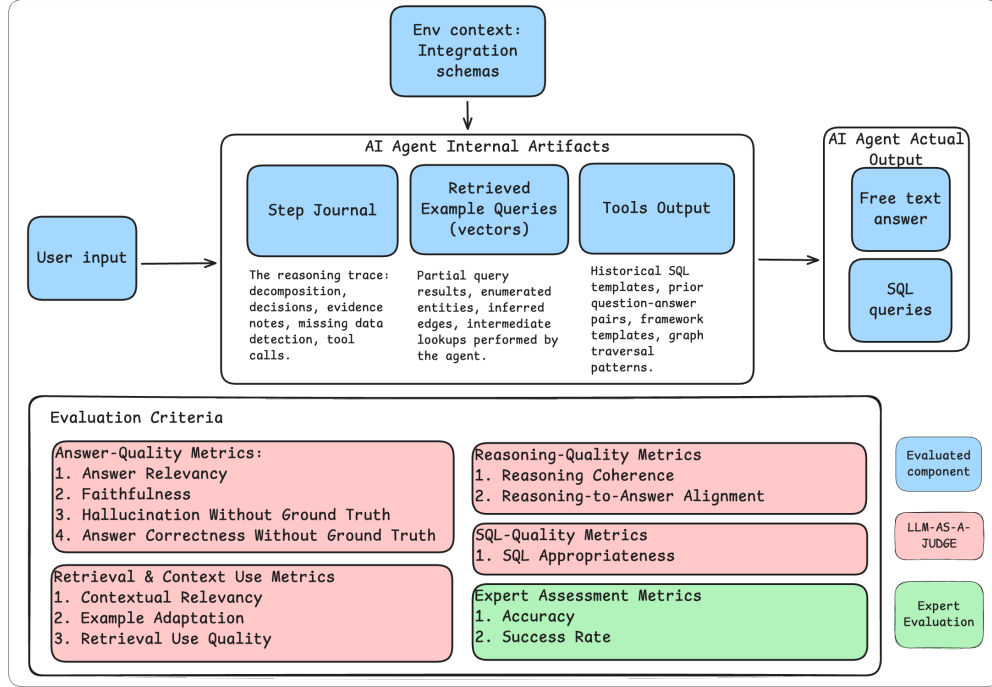 Env context:
Integration
schemas
AI Agent Internal Artifacts
Step Journal
Retrieved
Example Queries
(vectors)
Tools Output
The reasoning trace:
decomposition,
decisions, evidence
notes, missing data
detection, tool
calls.
Partial query
results, enumerated
entities, inferred
edges, intermediate
lookups performed by
the agent.
Historical SQL
templates, prior
question-answer
pairs, framework
templates, graph
traversal
patterns.
User input
AI Agent Actual
Output
Free text
answer
SQL
queries
Evaluation Criteria
Answer-Quality Metrics:
1. Answer Relevancy
2. Faithfulness
3. Hallucination Without Ground Truth
4. Answer Correctness Without Ground Truth
Retrieval & Context Use Metrics
1. Contextual Relevancy
2. Example Adaptation
3. Retrieval Use Quality
Reasoning-Quality Metrics
1. Reasoning Coherence
2. Reasoning-to-Answer Alignment
SQL-Quality Metrics
1. SQL Appropriateness
Expert Assessment Metrics
1. Accuracy
2. Success Rate
Evaluated
component
LLM-AS-A-
JUDGE
Expert
Evaluation